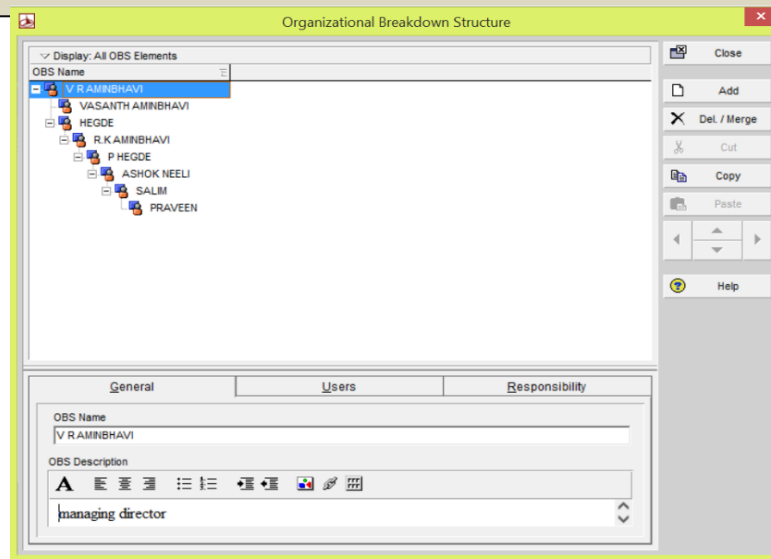 Organizational Breakdown Structure
Display: All OBS Elements
OBS Name
V R AMINBHAVI
VASANTH AMINBHAVI
HEGDE
R.K AMINBHAVI
P HEGDE
ASHOK NEELI
SALIM
PRAVEEN
Close
Add
Del. / Merge
Cut
Copy
Paste
Help
General Users Responsibility
OBS Name
V R AMINBHAVI
OBS Description
A
managing director